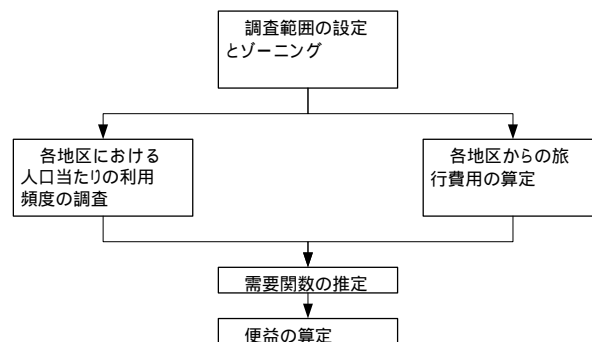 調査範囲の設定
とゾーニング
各地区における
人口当たりの利用
頻度の調査
各地区からの旅
行費用の算定
需要関数の推定
便益の算定